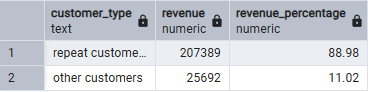 customer_type text revenue numeric revenue_percentage numeric
1 repeat custome... 207389 88.98
2 other customers 25692 11.02